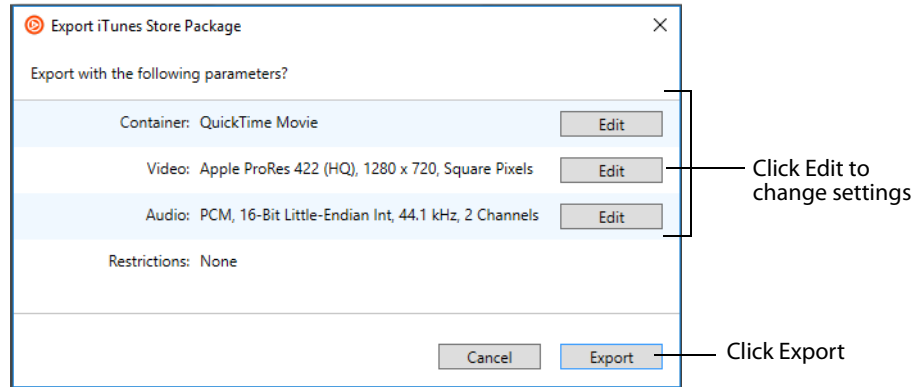 Export iTunes Store Package
Export with the following parameters?
Container: QuickTime Movie Edit
Video: Apple ProRes 422 (HQ), 1280 x 720, Square Pixels Edit
Audio: PCM, 16-Bit Little-Endian Int, 44.1 kHz, 2 Channels Edit
Restrictions: None
Cancel Export
Click Edit to
change settings
Click Export